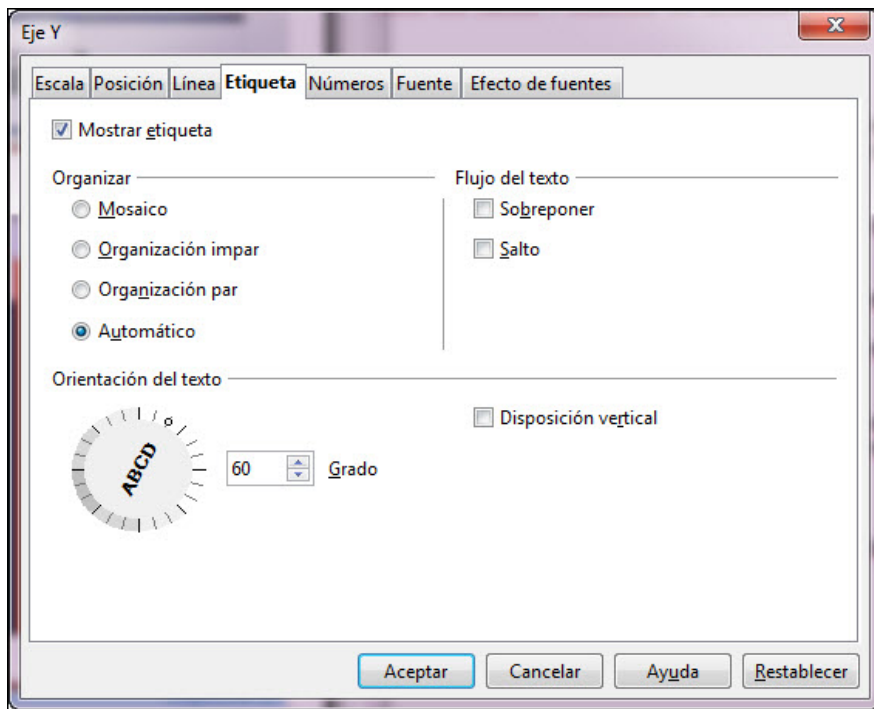 Eje Y
Escala Posición Línea Etiqueta Números Fuente Efecto de fuentes
Mostrar etiqueta
Organizar Flujo del texto
Mosaico Sobreponer
Organización impar Salto
Organización par
Automático
Orientación del texto
Disposición vertical
ABCD 60 Grado
Aceptar Cancelar Ayuda Restablecer